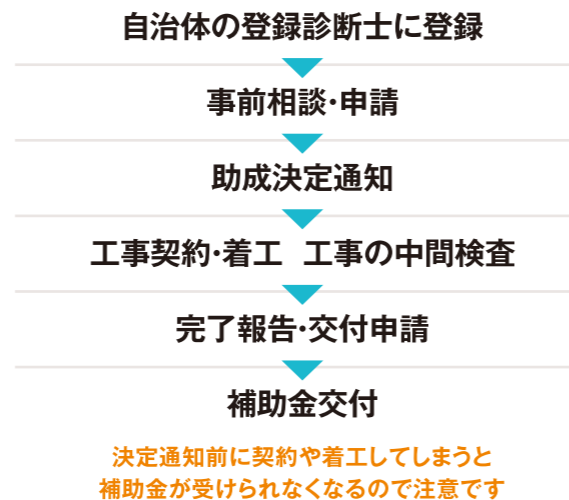 自治体の登録診断士に登録
事前相談・申請
助成決定通知
工事契約・着工 工事の中間検査
完了報告・交付申請
補助金交付
決定通知前に契約や着工してしまうと
補助金が受けられなくなるので注意です